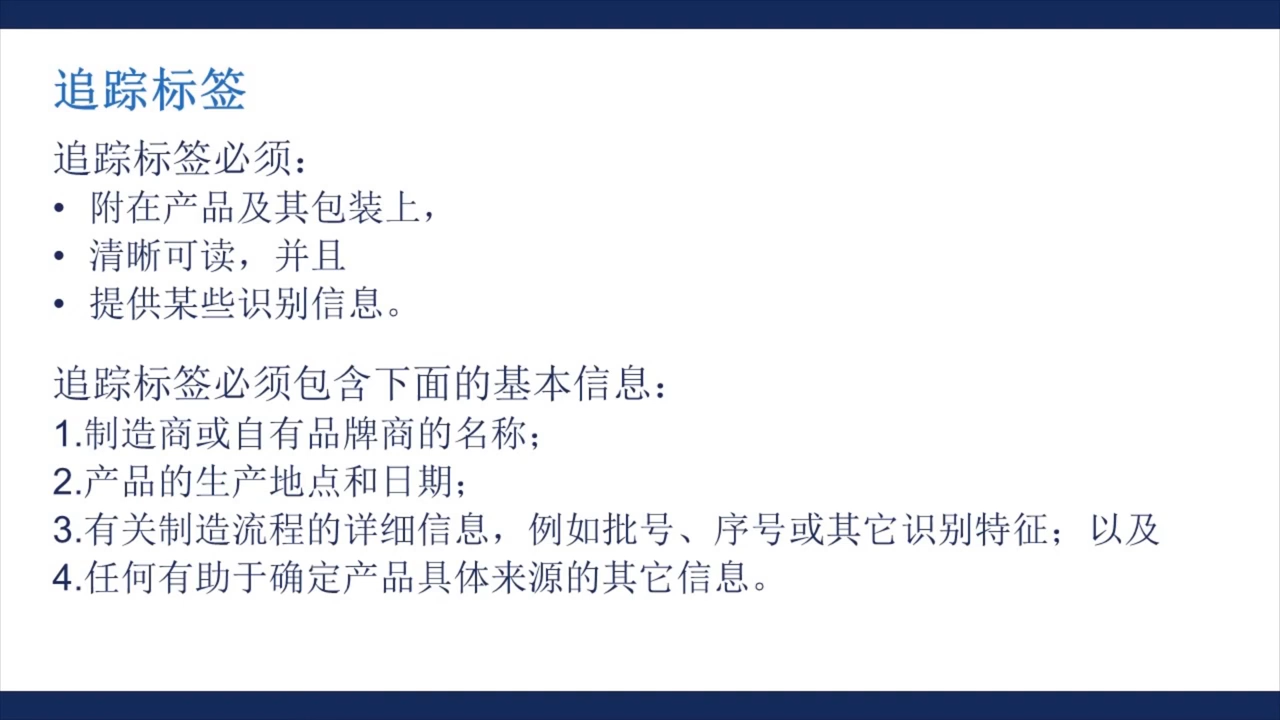 追踪标签
追踪标签必须：
• 附在产品及其包装上，
• 清晰可读，并且
• 提供某些识别信息。
追踪标签必须包含下面的基本信息：
1.制造商或自有品牌商的名称；
2.产品的生产地点和日期；
3.有关制造流程的详细信息，例如批号、序号或其它识别特征；以及
4.任何有助于确定产品具体来源的其它信息。